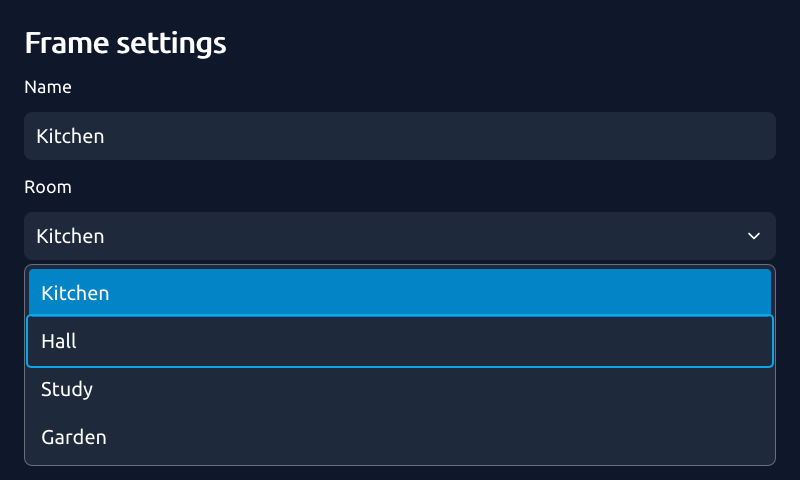 Frame settings
Name
Kitchen
Room
Kitchen
Kitchen
Hall
Study
Garden